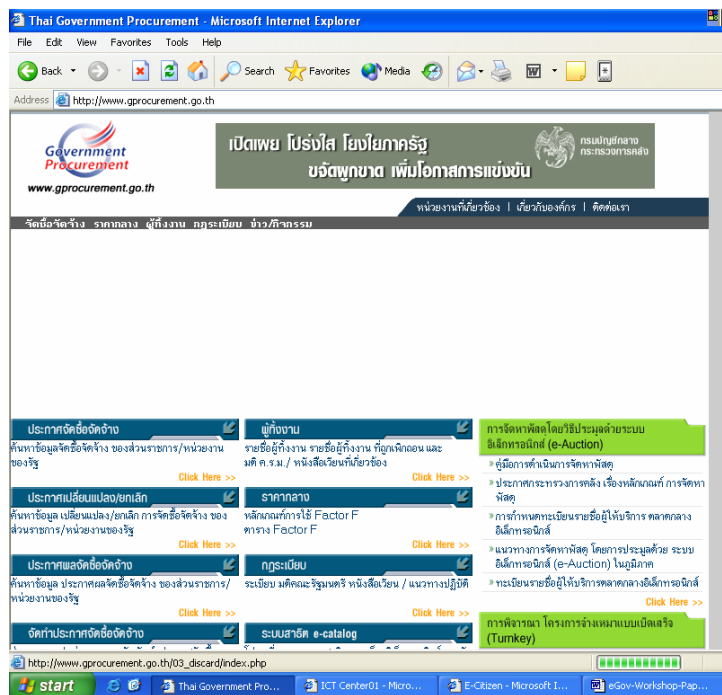 Thai Government Procurement - Microsoft Internet Explorer
File Edit View Favorites Tools Help
Back Search Favorites Media
Address http://www.gprocurement.go.th
Government
Procurement
www.gprocurement.go.th
เปิดเผย โปร่งใส โยงใยภาครัฐ
ขจัดผูกขาด เพิ่มโอกาสการแข่งขัน
กรมบัญชีกลาง
กระทรวงการคลัง
หน่วยงานที่เกี่ยวข้อง | เกี่ยวกับองค์กร | ติดต่อเรา
จัดซื้อจัดจ้าง ราคากลาง ผู้ทิ้งงาน กฎระเบียบ ข่าว/กิจกรรม
ประกาศจัดซื้อจัดจ้าง
ค้นหาข้อมูลจัดซื้อจัดจ้าง ของส่วนราชการ/หน่วยงาน
ของรัฐ
Click Here >>
ประกาศเปลี่ยนแปลง/ยกเลิก
ค้นหาข้อมูล เปลี่ยนแปลง/ยกเลิก การจัดซื้อจัดจ้าง ของ
ส่วนราชการ/หน่วยงานของรัฐ
Click Here >>
ประกาศผลจัดซื้อจัดจ้าง
ค้นหาข้อมูล ประกาศผลจัดซื้อจัดจ้าง ของส่วนราชการ/
หน่วยงานของรัฐ
Click Here >>
จัดทำประกาศจัดซื้อจัดจ้าง
ผู้ทิ้งงาน
รายชื่อผู้ทิ้งงาน รายชื่อผู้ทิ้งงาน ที่ถูกเพิกถอน และ
มติ ค.ร.ม./ หนังสือเวียนที่เกี่ยวข้อง
Click Here >>
ราคากลาง
หลักเกณฑ์การใช้ Factor F
ตาราง Factor F
Click Here >>
กฎระเบียบ
ระเบียบ มติคณะรัฐมนตรี หนังสือเวียน / แนวทางปฏิบัติ
Click Here >>
ระบบสาธิต e-catalog
การจัดหาพัสดุโดยวิธีประมูลด้วยระบบ
อิเล็กทรอนิกส์ (e-Auction)
» คู่มือการดำเนินการจัดหาพัสดุ
» ประกาศกระทรวงการคลัง เรื่องหลักเกณฑ์ การจัดหา
พัสดุ
» การกำหนดทะเบียนรายชื่อผู้ให้บริการ ตลาดกลาง
อิเล็กทรอนิกส์
» แนวทางการจัดหาพัสดุ โดยการประมูลด้วย ระบบ
อิเล็กทรอนิกส์ (e-Auction) ในภูมิภาค
» ทะเบียนรายชื่อผู้ให้บริการตลาดกลางอิเล็กทรอนิกส์
Click Here >>
การพิจารณา โครงการจ้างเหมาแบบเบ็ดเสร็จ
(Turnkey)
http://www.gprocurement.go.th/03_discard/index.php
start Thai Government Pro... ICT Center01 - Micro... E-Citizen - Microsoft I... eGov-Workshop-Pap...